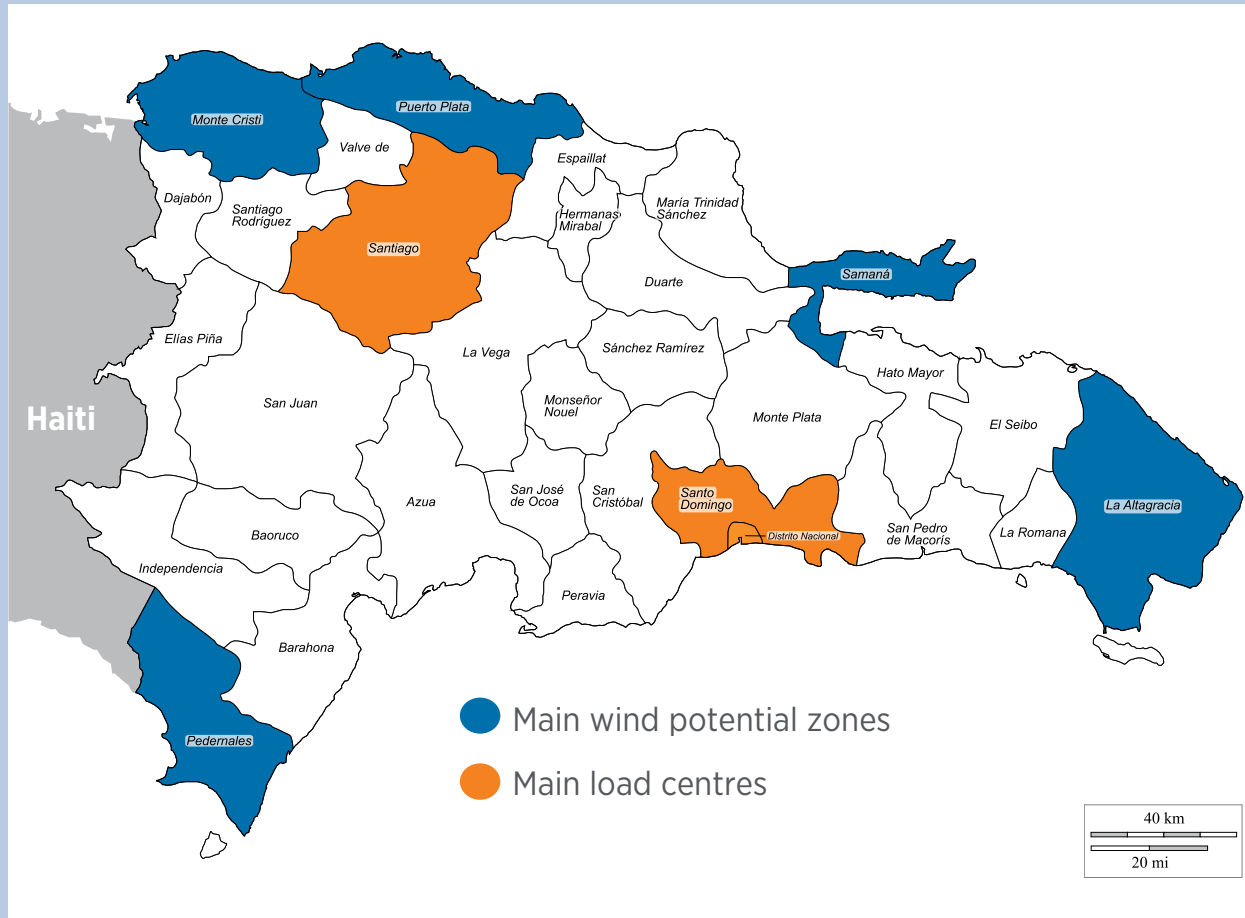 Puerto Plata
Monte Cristi
Valve de
Espaillat
Dajabón
Santiago
Rodríguez
Hermanas
Mirabal
María Trinidad
Sánchez
Santiago
Samaná
Duarte
Elías Piña
La Vega
Sánchez Ramírez
Hato Mayor
San Juan
Monseñor
Nouel
Monte Plata
El Seibo
Haiti
Azua
San José
de Ocoa
San
Cristóbal
Santo
Domingo
La Altagracia
Baoruco
Distrito Nacional
San Pedro
de Macorís
La Romana
Independencia
Peravia
Barahona
Pedernales
Main wind potential zones
Main load centres
40 km
20 mi